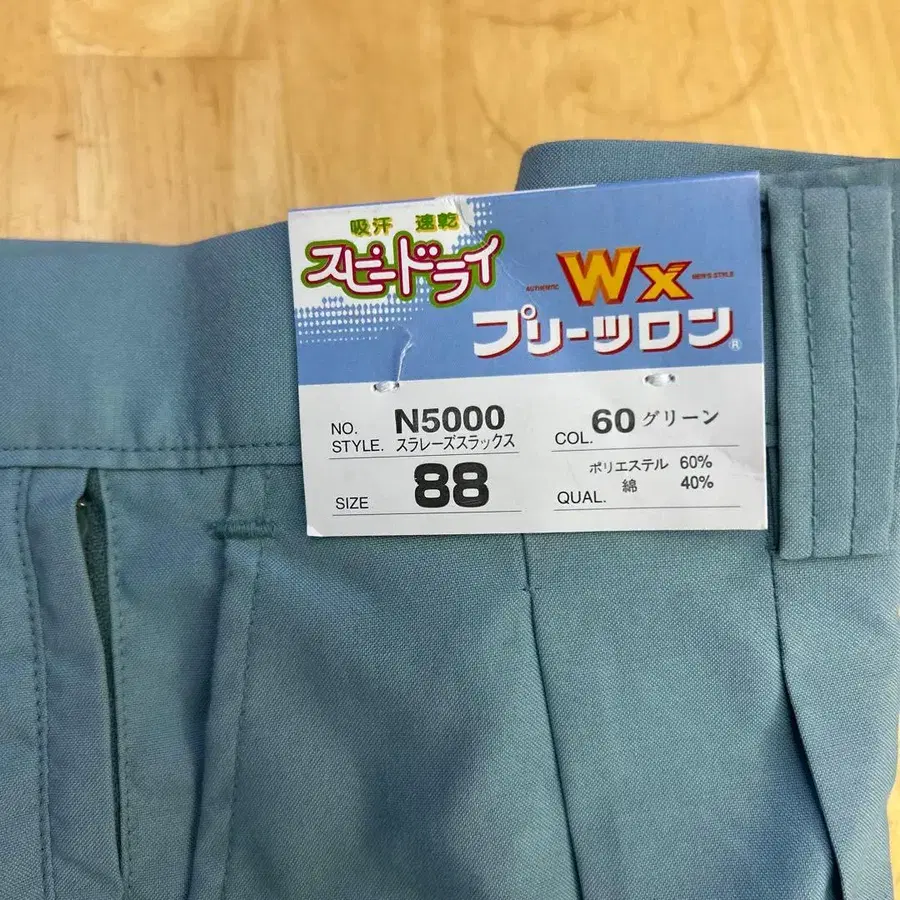 吸汗 速乾
スピードライ
AUTHENTIC Wx MEN'S STYLE
プリーツロン®
NO. N5000
STYLE. スラレーズスラックス
SIZE 88
COL. 60 グリーン
ポリエステル 60%
綿 40%
QUAL.